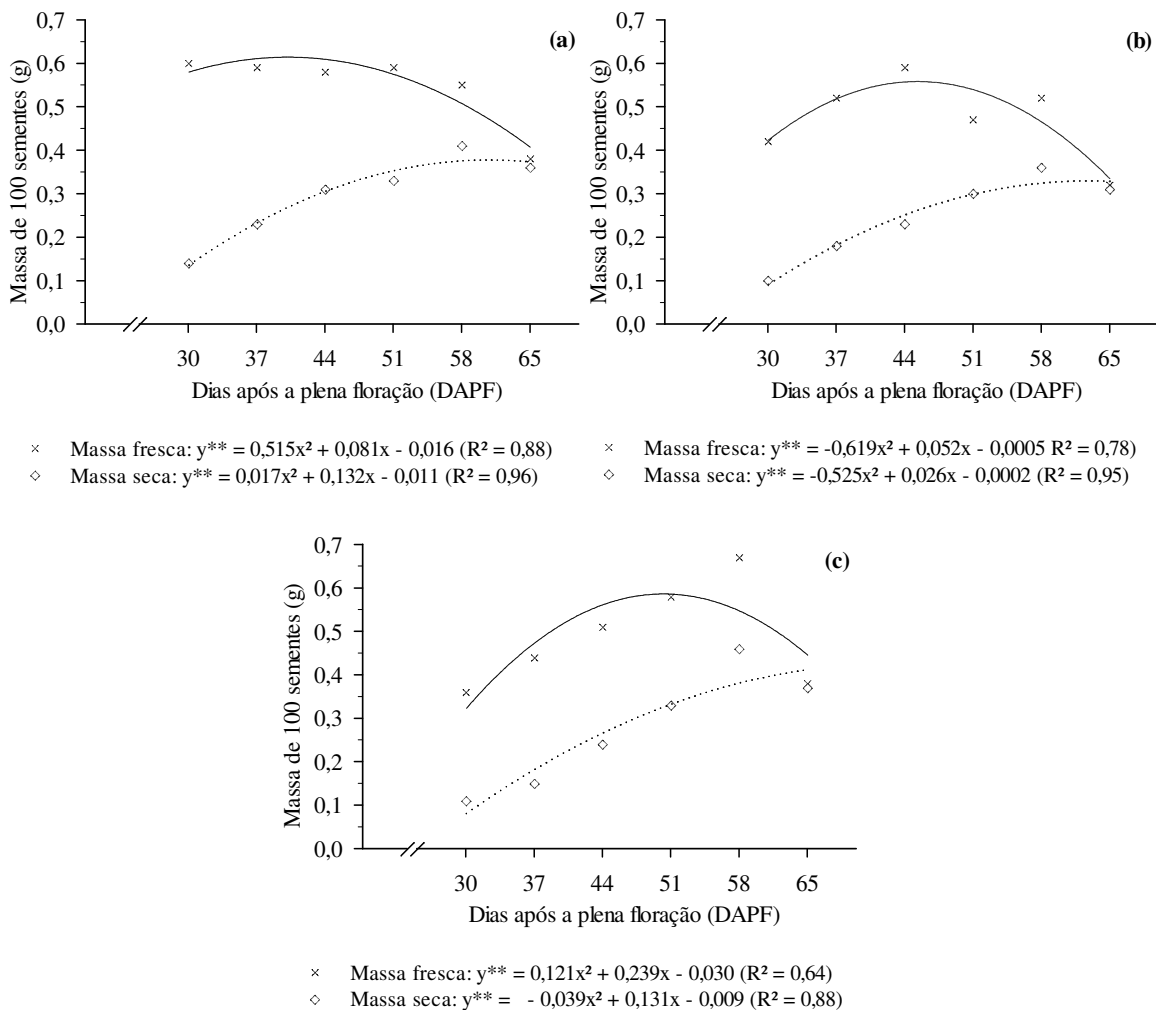 (a)
Massa de 100 sementes (g)
0,7
0,6
0,5
0,4
0,3
0,2
0,1
0,0
30 37 44 51 58 65
Dias após a plena floração (DAPF)
Massa fresca: y** = 0,515x² + 0,081x - 0,016 (R² = 0,88)
Massa seca: y** = 0,017x² + 0,132x - 0,011 (R² = 0,96)
(b)
Massa de 100 sementes (g)
0,7
0,6
0,5
0,4
0,3
0,2
0,1
0,0
30 37 44 51 58 65
Dias após a plena floração (DAPF)
Massa fresca: y** = -0,619x² + 0,052x - 0,0005 R² = 0,78)
Massa seca: y** = -0,525x² + 0,026x - 0,0002 (R² = 0,95)
(c)
Massa de 100 sementes (g)
0,7
0,6
0,5
0,4
0,3
0,2
0,1
0,0
30 37 44 51 58 65
Dias após a plena floração (DAPF)
Massa fresca: y** = 0,121x² + 0,239x - 0,030 (R² = 0,64)
Massa seca: y** = - 0,039x² + 0,131x - 0,009 (R² = 0,88)